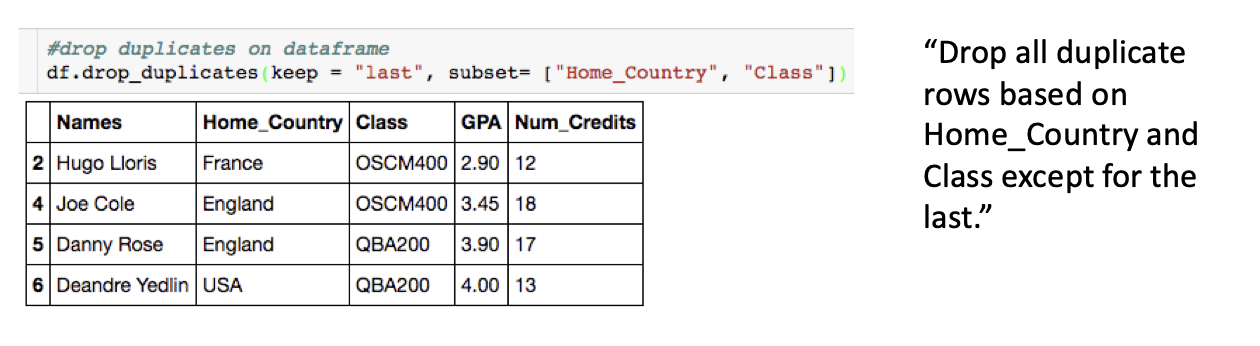 #drop duplicates on dataframe
df.drop_duplicates(keep = "last", subset= ["Home_Country", "Class"])
Names Home_Country Class GPA Num_Credits
2 Hugo Lloris France OSCM400 2.90 12
4 Joe Cole England OSCM400 3.45 18
5 Danny Rose England QBA200 3.90 17
6 Deandre Yedlin USA QBA200 4.00 13
“Drop all duplicate
rows based on
Home_Country and
Class except for the
last.”